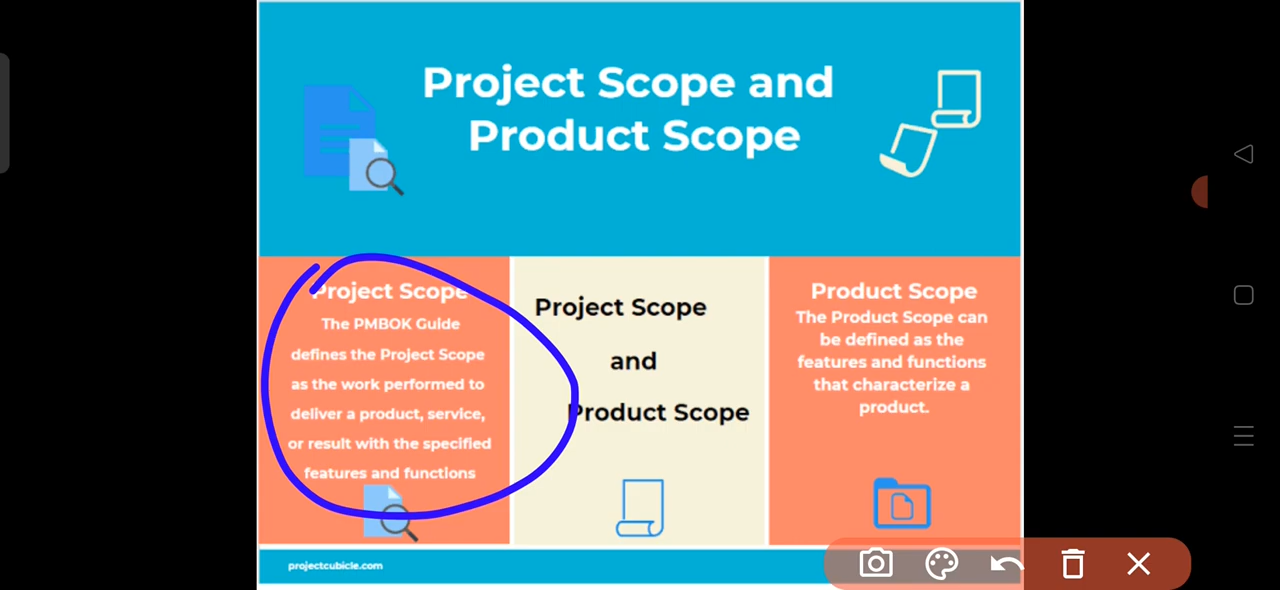 Project Scope and
Product Scope
Project Scope
The PMBOK Guide
defines the Project Scope
as the work performed to
deliver a product, service,
or result with the specified
features and functions
Project Scope
and
Product Scope
Product Scope
The Product Scope can
be defined as the
features and functions
that characterize a
product.
projectcubicle.com